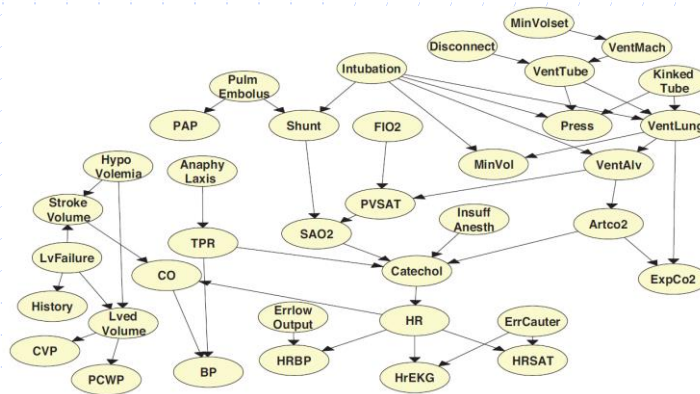 MinVolset
Disconnect
VentMach
Intubation
VentTube
Kinked
Tube
Pulm
Embolus
PAP
Shunt
FIO2
Press
VentLung
MinVol
VentAlv
Hypo
Volemia
Anaphy
Laxis
Stroke
Volume
PVSAT
Insuff
Anesth
Artco2
SAO2
TPR
LvFailure
CO
Catechol
ExpCo2
History
Lved
Volume
Errlow
Output
HR
ErrCauter
CVP
HRBP
HRSAT
PCWP
BP
HrEKG